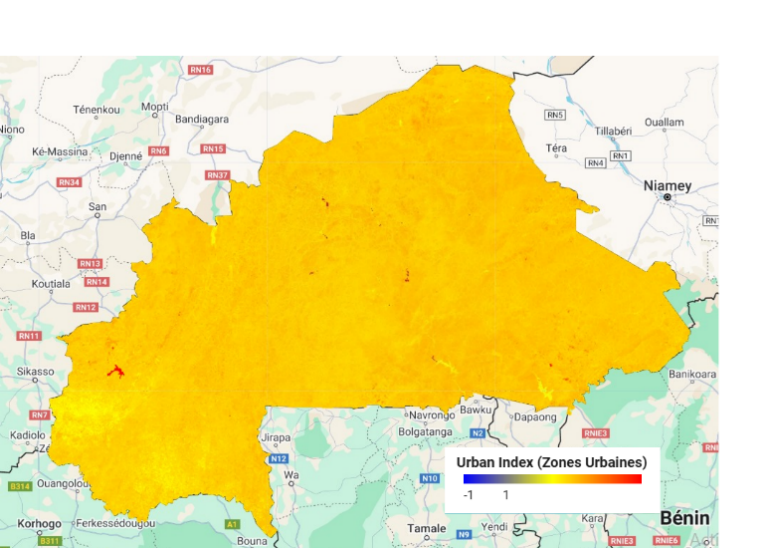 RN16
Ténenkou
Mopti
Bandiagara
RN5
Ouallam
Niono
Tillabéri
Ké-Massina
Djenné
RN6
RN15
Téra
RN4
RN1
RN34
RN37
Niamey
San
Bla
RN13
Koutiala
RN14
RN12
RN11
Sikasso
Banikoara
RN7
Navrongo
Bawku
Dapaong
Kadiolo
Bolgatanga
N2
RNIE3
Jirapa
N12
Urban Index (Zones Urbaines)
-1
1
Wa
N10
B314
Ouangolo
Korhogo
Ferkessédougou
A1
Tamale
Yendi
Kara
Bénin
B311
Bouna
N9
RNIE3
RNIE6